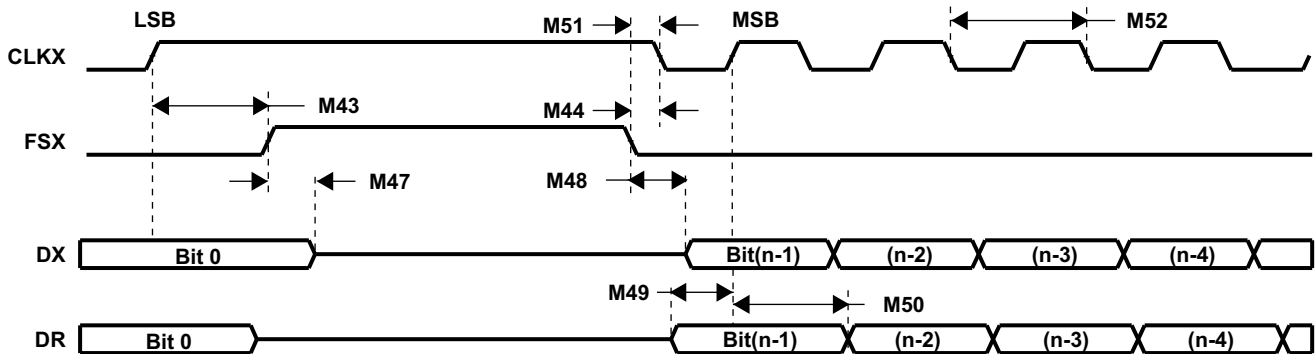 LSB M51 MSB M52
CLKX
M43 M44
FSX
M47 M48
DX Bit 0 Bit(n-1) (n-2) (n-3) (n-4)
M49 M50
DR Bit 0 Bit(n-1) (n-2) (n-3) (n-4)